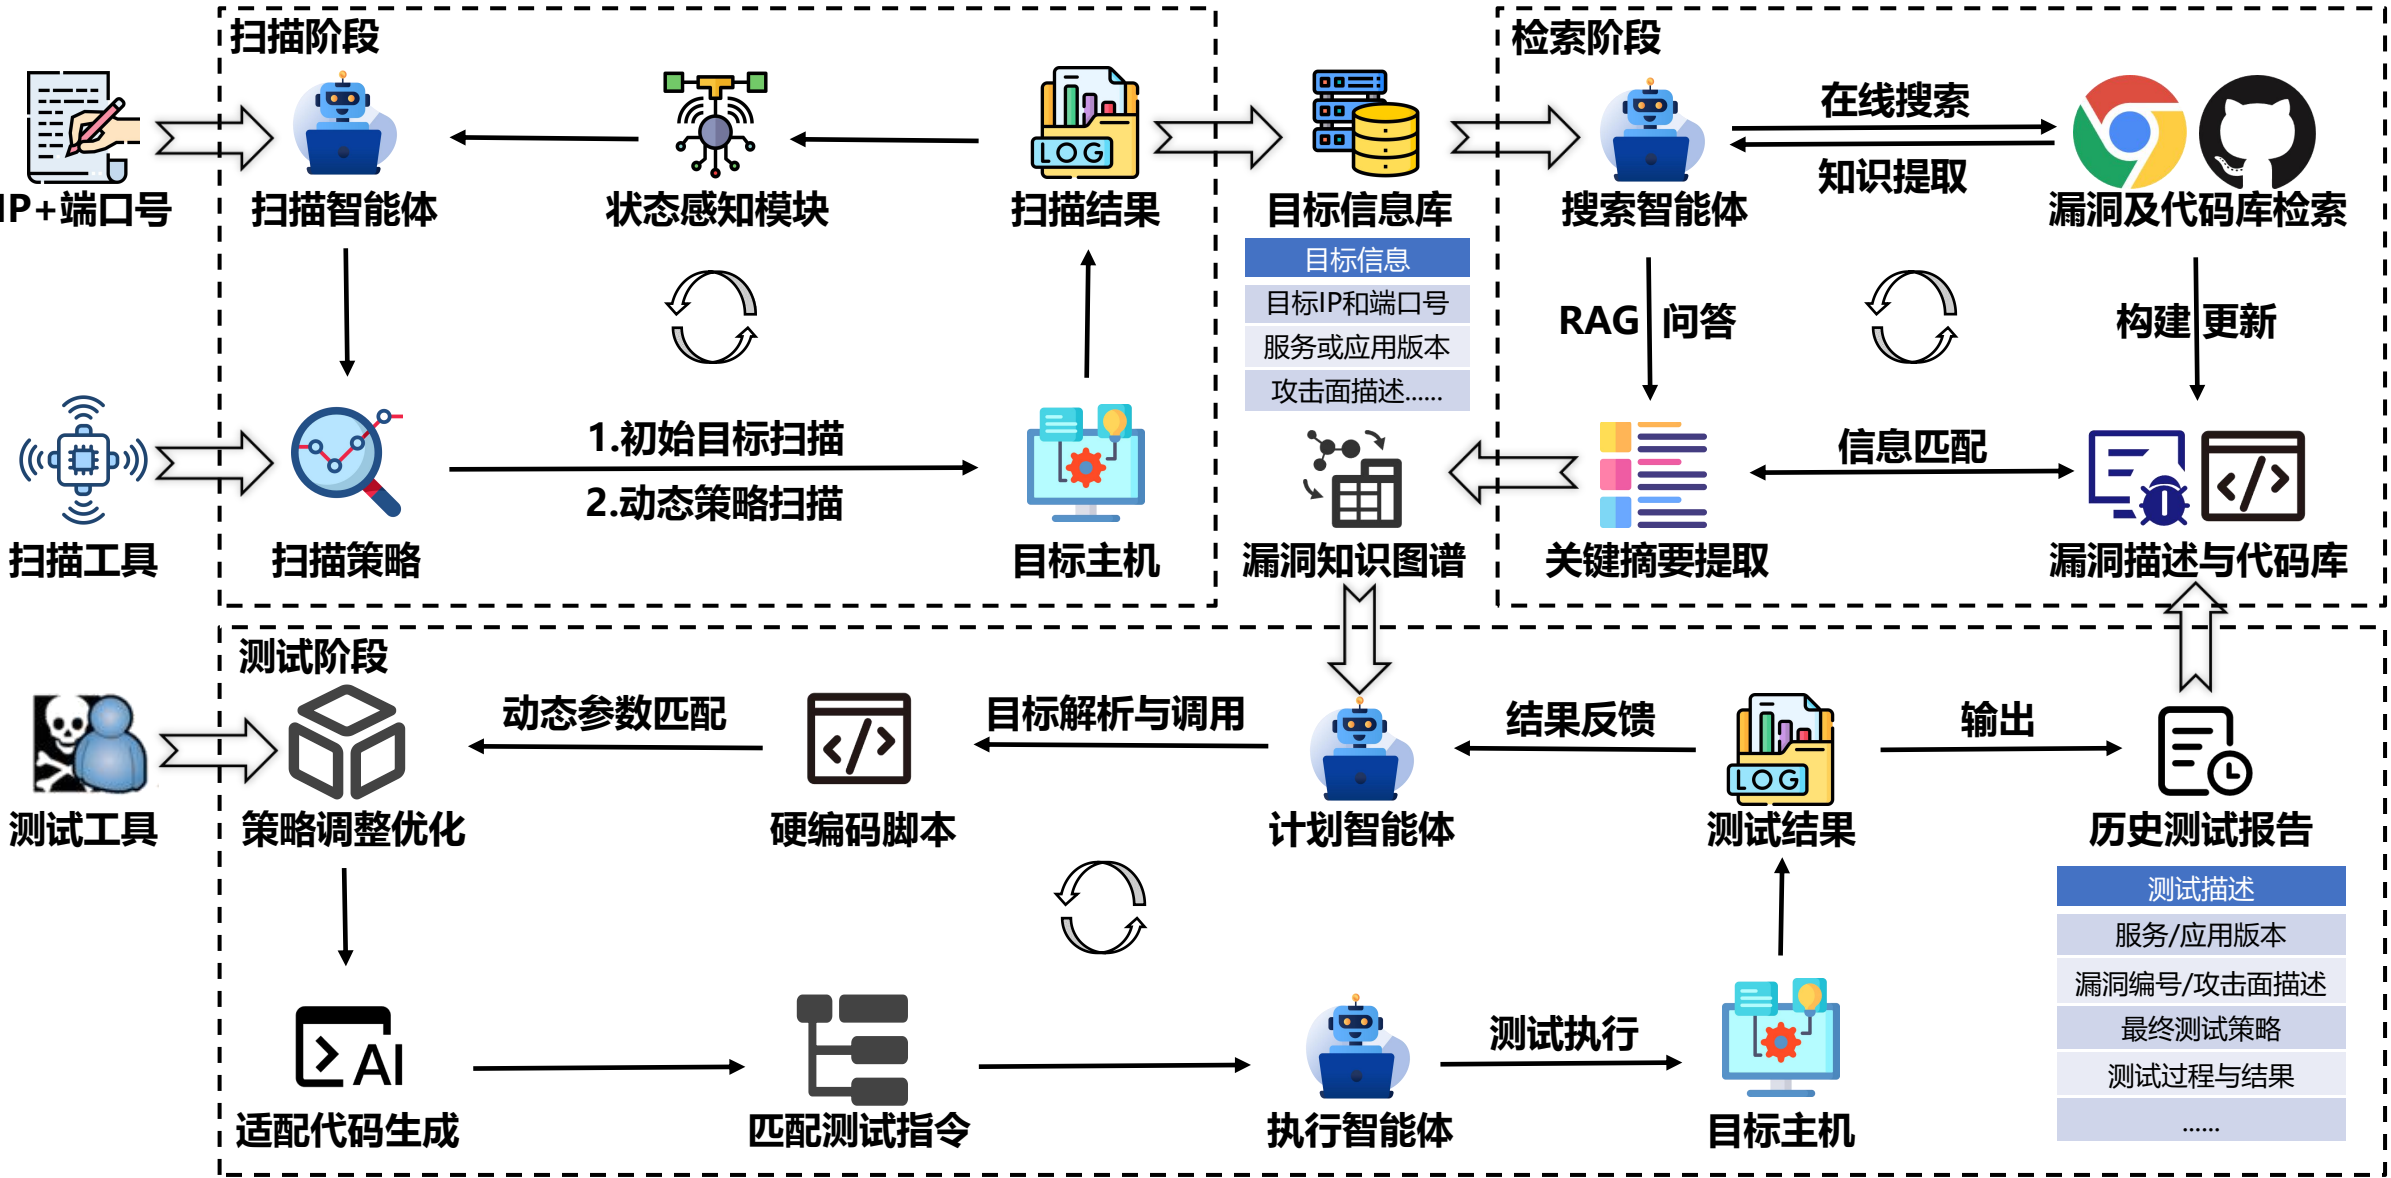 扫描阶段
检索阶段
在线搜索
知识提取
LOG
IP+端口号
扫描智能体
状态感知模块
扫描结果
目标信息库
搜索智能体
漏洞及代码库检索
目标信息
目标IP和端口号
服务或应用版本
攻击面描述......
RAG 问答
构建 更新
1.初始目标扫描
2.动态策略扫描
信息匹配
扫描工具
扫描策略
目标主机
漏洞知识图谱
关键摘要提取
漏洞描述与代码库
测试阶段
动态参数匹配
目标解析与调用
结果反馈
输出
LOG
测试工具
策略调整优化
硬编码脚本
计划智能体
测试结果
历史测试报告
测试描述
服务/应用版本
漏洞编号/攻击面描述
最终测试策略
测试过程与结果
......
测试执行
AI
适配代码生成
匹配测试指令
执行智能体
目标主机